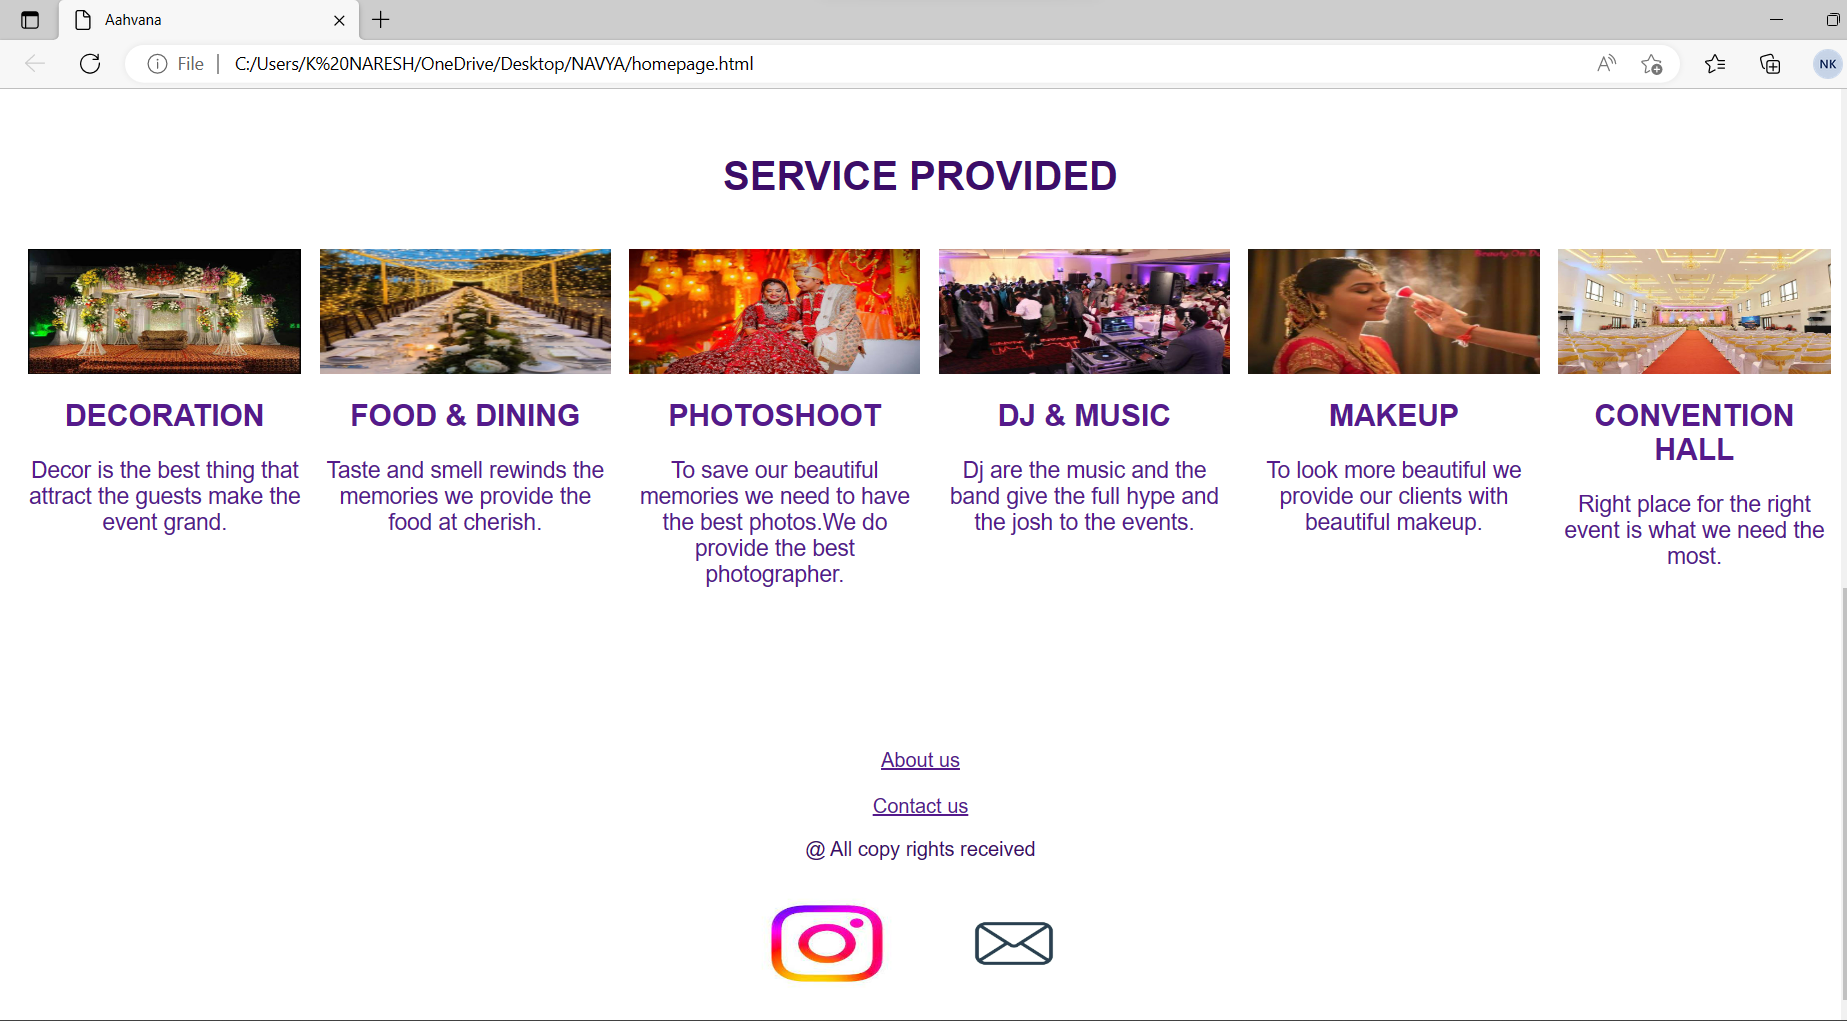 Aahvana
File
C:/Users/K%20NARESH/OneDrive/Desktop/NAVYA/homepage.html
NK
SERVICE PROVIDED
DECORATION
Decor is the best thing that
attract the guests make the
event grand.
FOOD & DINING
Taste and smell rewinds the
memories we provide the
food at cherish.
PHOTOSHOOT
To save our beautiful
memories we need to have
the best photos.We do
provide the best
photographer.
DJ & MUSIC
Dj are the music and the
band give the full hype and
the josh to the events.
MAKEUP
To look more beautiful we
provide our clients with
beautiful makeup.
CONVENTION
HALL
Right place for the right
event is what we need the
most.
About us
Contact us
@ All copy rights received